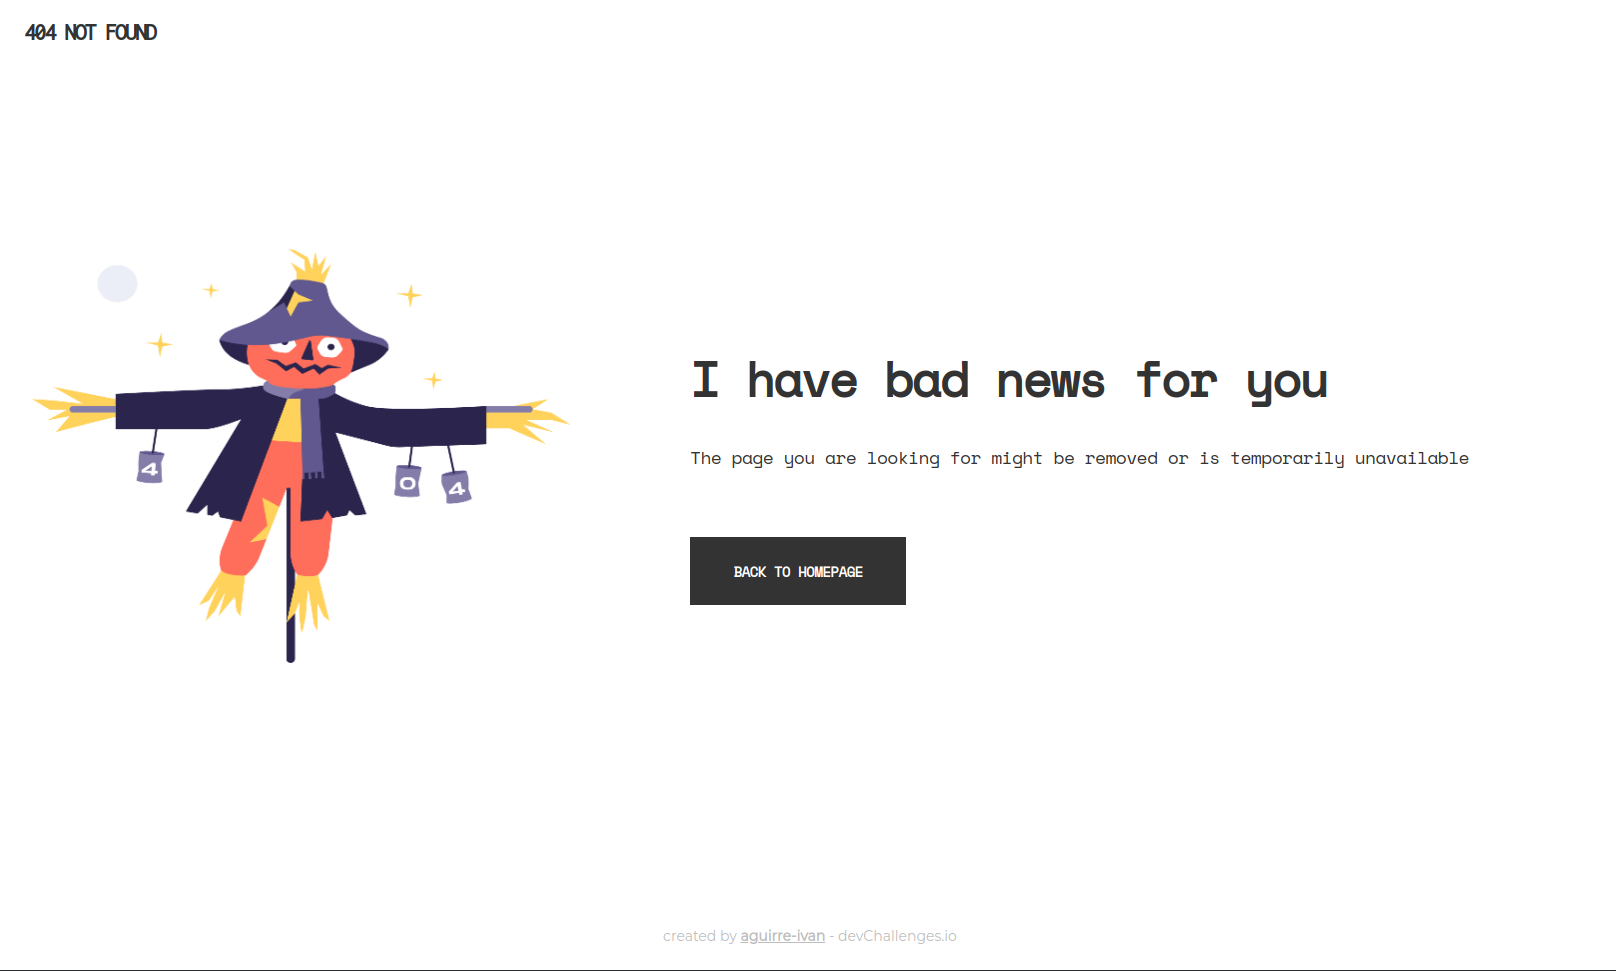 404 NOT FOUND
4
0
4
I have bad news for you
The page you are looking for might be removed or is temporarily unavailable
BACK TO HOMEPAGE
created by aguirre-ivan - devChallenges.io